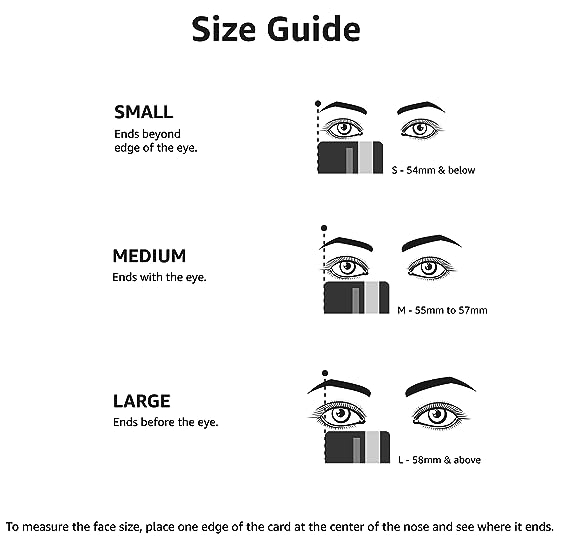 Size Guide
SMALL
Ends beyond
edge of the eye.
S - 54mm & below
MEDIUM
Ends with the eye.
M - 55mm to 57mm
LARGE
Ends before the eye.
L - 58mm & above
To measure the face size, place one edge of the card at the center of the nose and see where it ends.